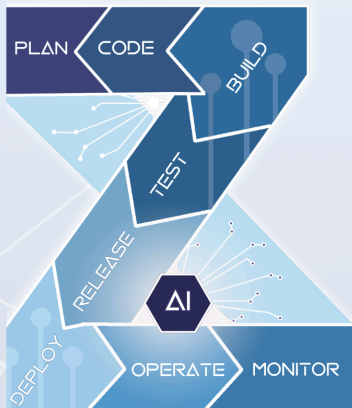 PLAN
CODE
BUILD
TEST
RELEASE
AI
DEPLOY
OPERATE
MONITOR